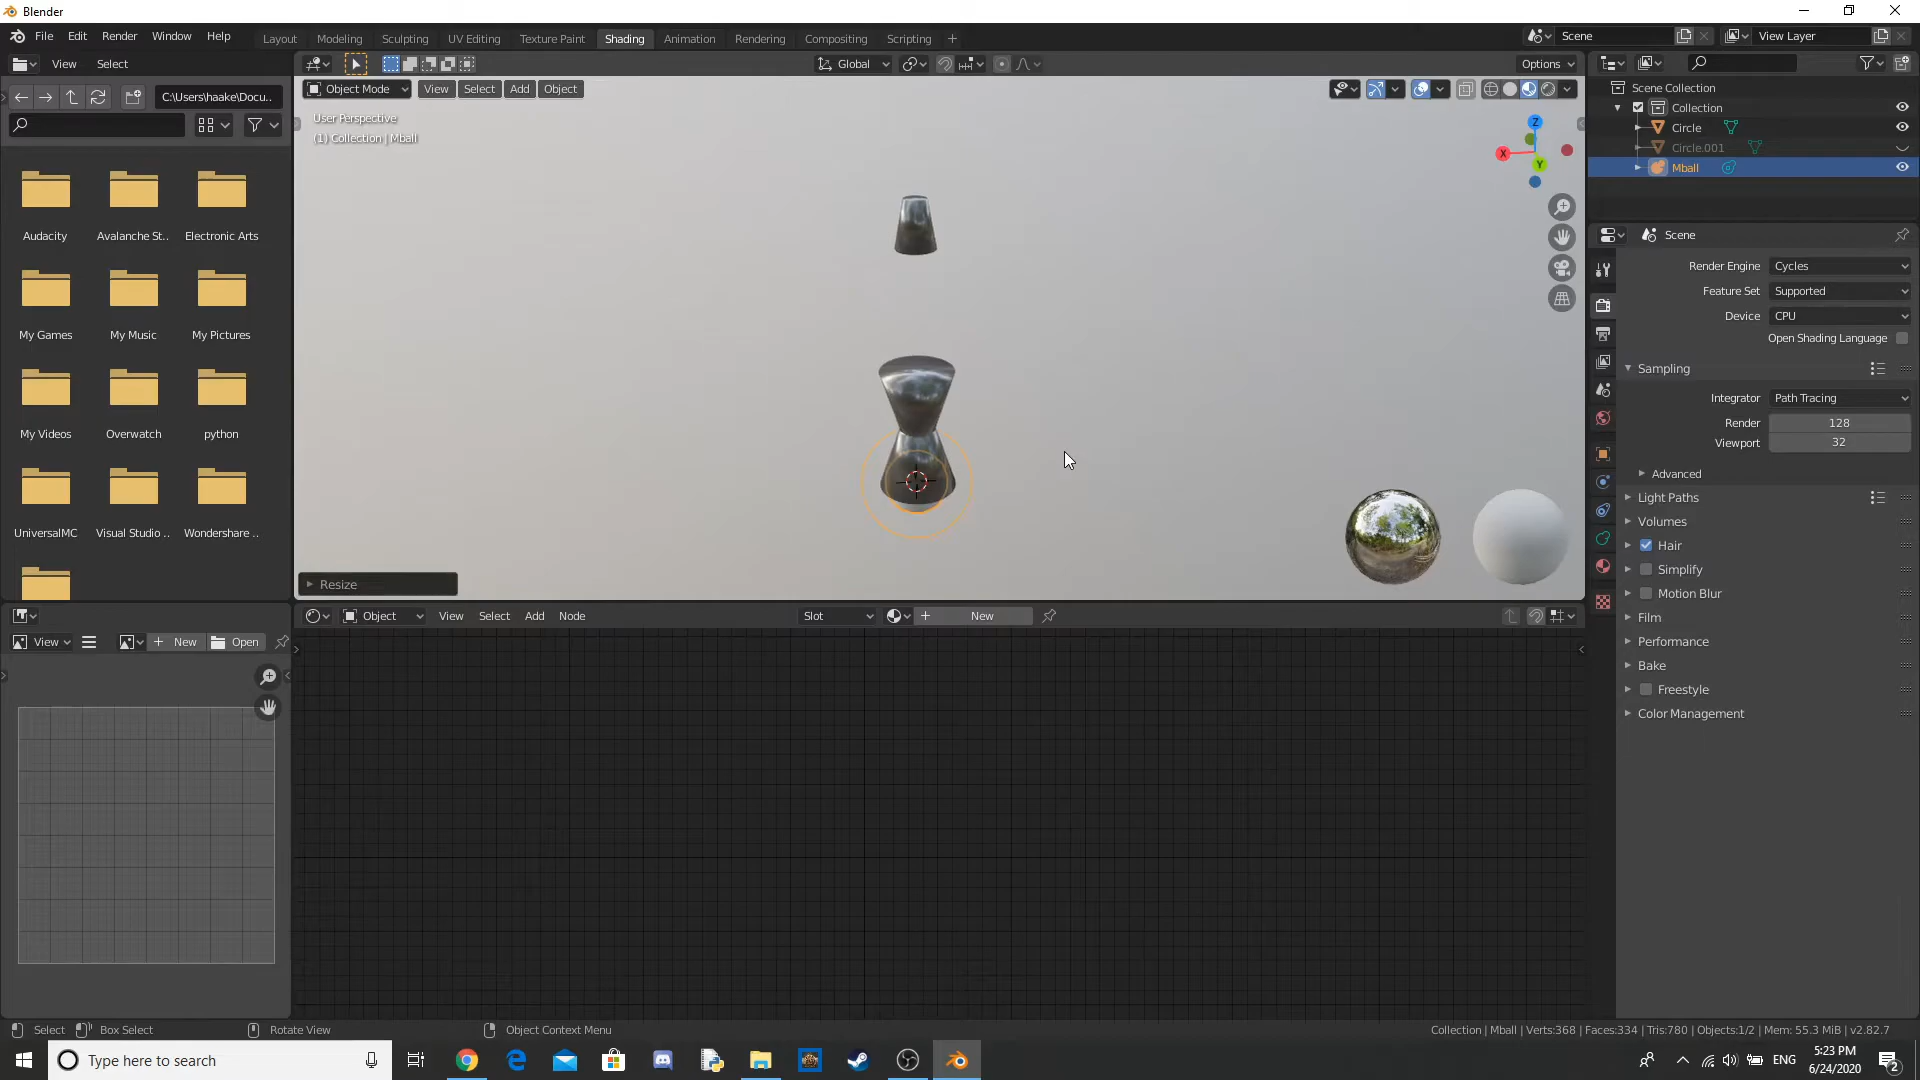 Blender
File Edit Render Window Help
Layout Modeling Sculpting UV Editing Texture Paint Shading Animation Rendering Compositing Scripting
Scene
View Layer
View Select
Global
Options
C:\Users\haake\Docu..
Object Mode View Select Add Object
User Perspective
(1) Collection | Mball
Z
X
Y
Audacity Avalanche St.. Electronic Arts
My Games My Music My Pictures
My Videos Overwatch python
UniversalMC Visual Studio .. Wondershare ..
Resize
Scene Collection
Collection
Circle
Circle.001
Mball
Scene
Render Engine Cycles
Feature Set Supported
Device CPU
Open Shading Language
Sampling
Integrator Path Tracing
Render 128
Viewport 32
Advanced
Light Paths
Volumes
Hair
Simplify
Motion Blur
Film
Performance
Bake
Freestyle
Color Management
Object View Select Add Node Slot New
View New Open
Select Box Select Rotate View Object Context Menu
Collection | Mball | Verts:368 | Faces:334 | Tris:780 | Objects:1/2 | Mem: 55.3 MiB | v2.82.7
Type here to search
ENG
5:23 PM
6/24/2020
2